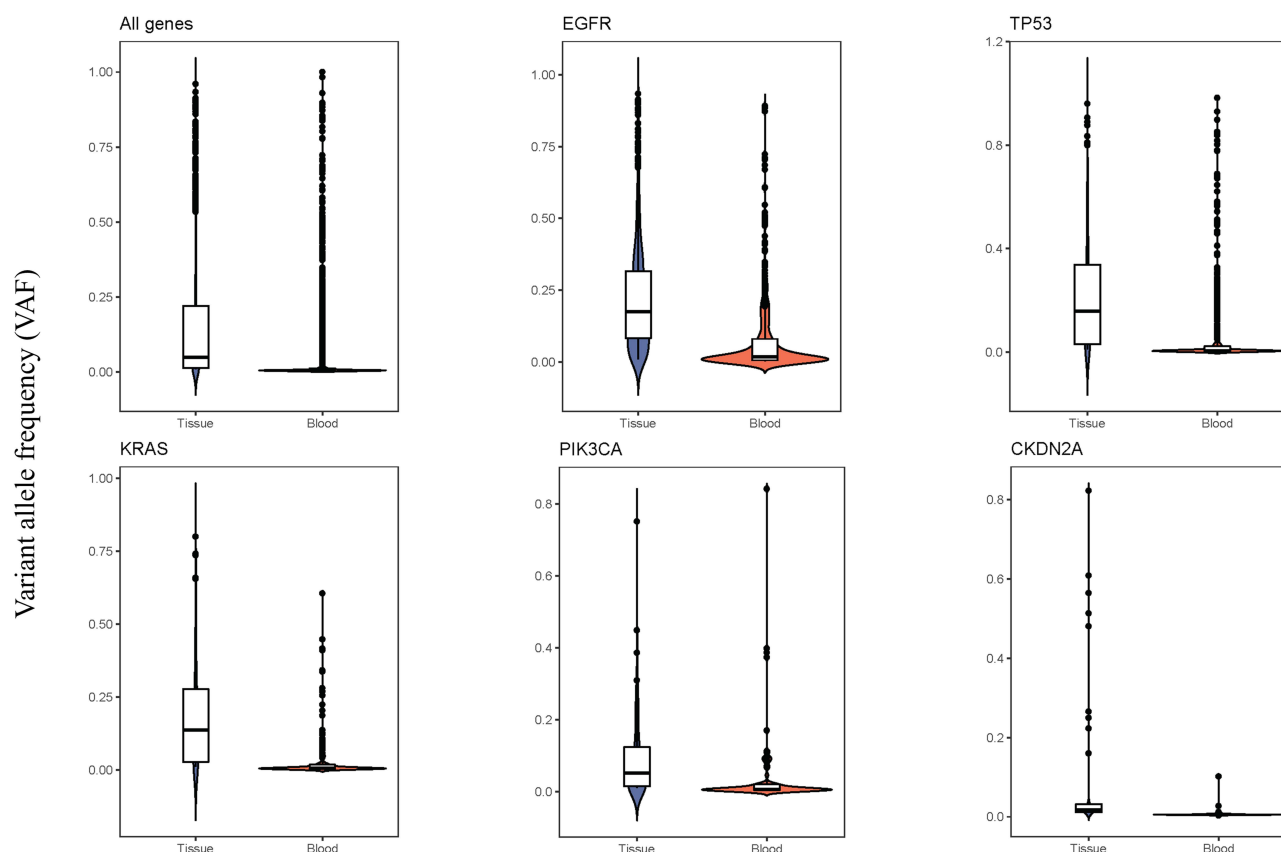 Variant allele frequency (VAF)
All genes
1.00
0.75
0.50
0.25
0.00
Tissue Blood
EGFR
1.00
0.75
0.50
0.25
0.00
Tissue Blood
TP53
1.2
0.8
0.4
0.0
Tissue Blood
KRAS
1.00
0.75
0.50
0.25
0.00
Tissue Blood
PIK3CA
0.8
0.6
0.4
0.2
0.0
Tissue Blood
CKDN2A
0.8
0.6
0.4
0.2
0.0
Tissue Blood